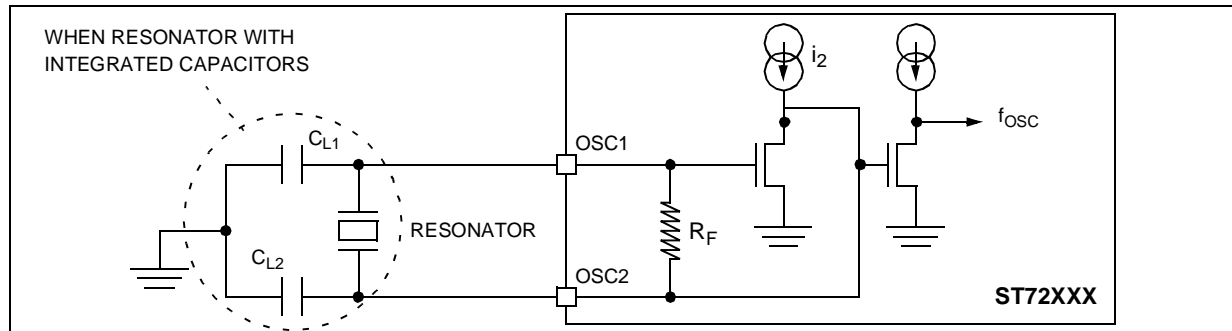 WHEN RESONATOR WITH
INTEGRATED CAPACITORS
i2
fOSC
CL1
OSC1
RESONATOR
RF
CL2
OSC2
ST72XXX